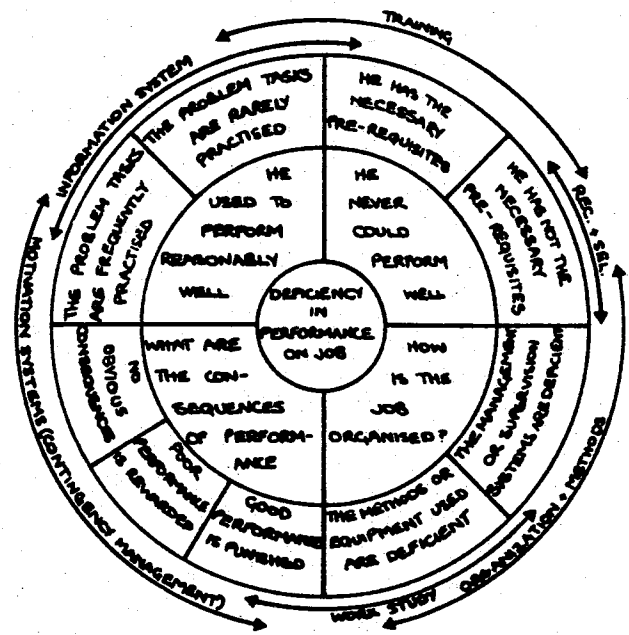 TRAINING
INFORMATION SYSTEM
THE PROBLEM TASKS
ARE RARELY
PRACTISED
HE HAS THE
NECESSARY
PRE-REQUISITES
THE PROBLEM TASKS
ARE FREQUENTLY
PRACTISED
HE HAS NOT THE
NECESSARY
PRE-REQUISITES
REC. + SEL.
HE
USED TO
PERFORM
REASONABLY
WELL
HE
NEVER
COULD
PERFORM
WELL
DEFICIENCY
IN
PERFORMANCE
ON JOB
WHAT ARE
THE CON-
SEQUENCES
OF PERFORM-
ANCE
HOW
IS THE
JOB
ORGANISED?
NO
OBVIOUS
CONSEQUENCES
POOR
PERFORMANCE
IS REWARDED
GOOD
PERFORMANCE
IS PUNISHED
THE METHODS OR
EQUIPMENT USED
ARE DEFICIENT
THE MANAGEMENT
OR SUPERVISION
SYSTEMS ARE DEFICIENT
MOTIVATION SYSTEMS (CONTINGENCY MANAGEMENT)
WORK STUDY
ORGANIZATION + METHODS